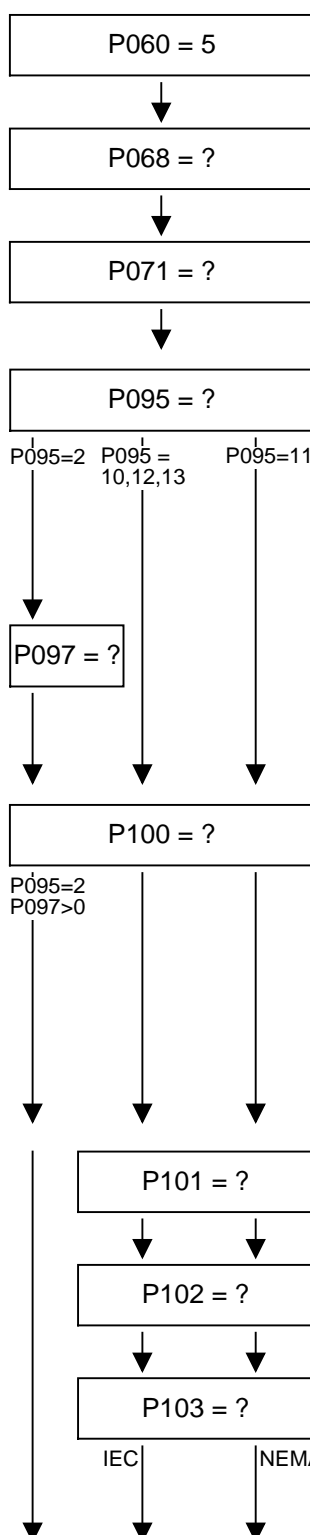 P060 = 5
P068 = ?
P071 = ?
P095 = ?
P095=2
P095 =
10,12,13
P095=11
P097 = ?
P100 = ?
P095=2
P097>0
P101 = ?
P102 = ?
P103 = ?
IEC
NEMA